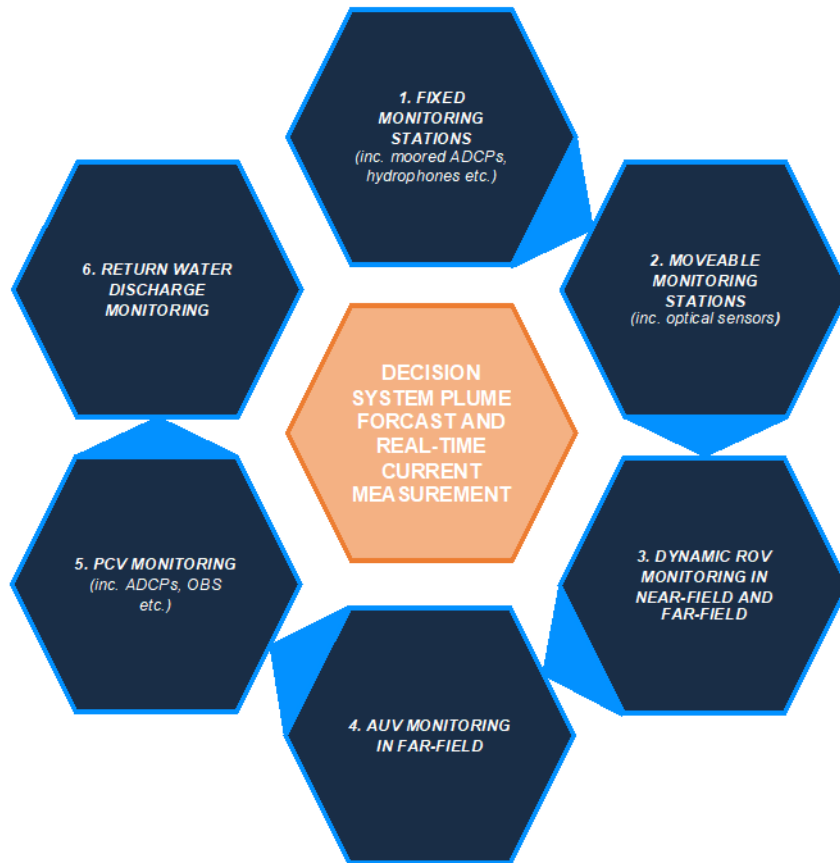 1. FIXED
MONITORING
STATIONS
(inc. moored ADCPs,
hydrophones etc.)
2. MOVEABLE
MONITORING
STATIONS
(inc. optical sensors)
3. DYNAMIC ROV
MONITORING IN
NEAR-FIELD AND
FAR-FIELD
4. AUV MONITORING
IN FAR-FIELD
5. PCV MONITORING
(inc. ADCPs, OBS
etc.)
6. RETURN WATER
DISCHARGE
MONITORING
DECISION
SYSTEM PLUME
FORCAST AND
REAL-TIME
CURRENT
MEASUREMENT